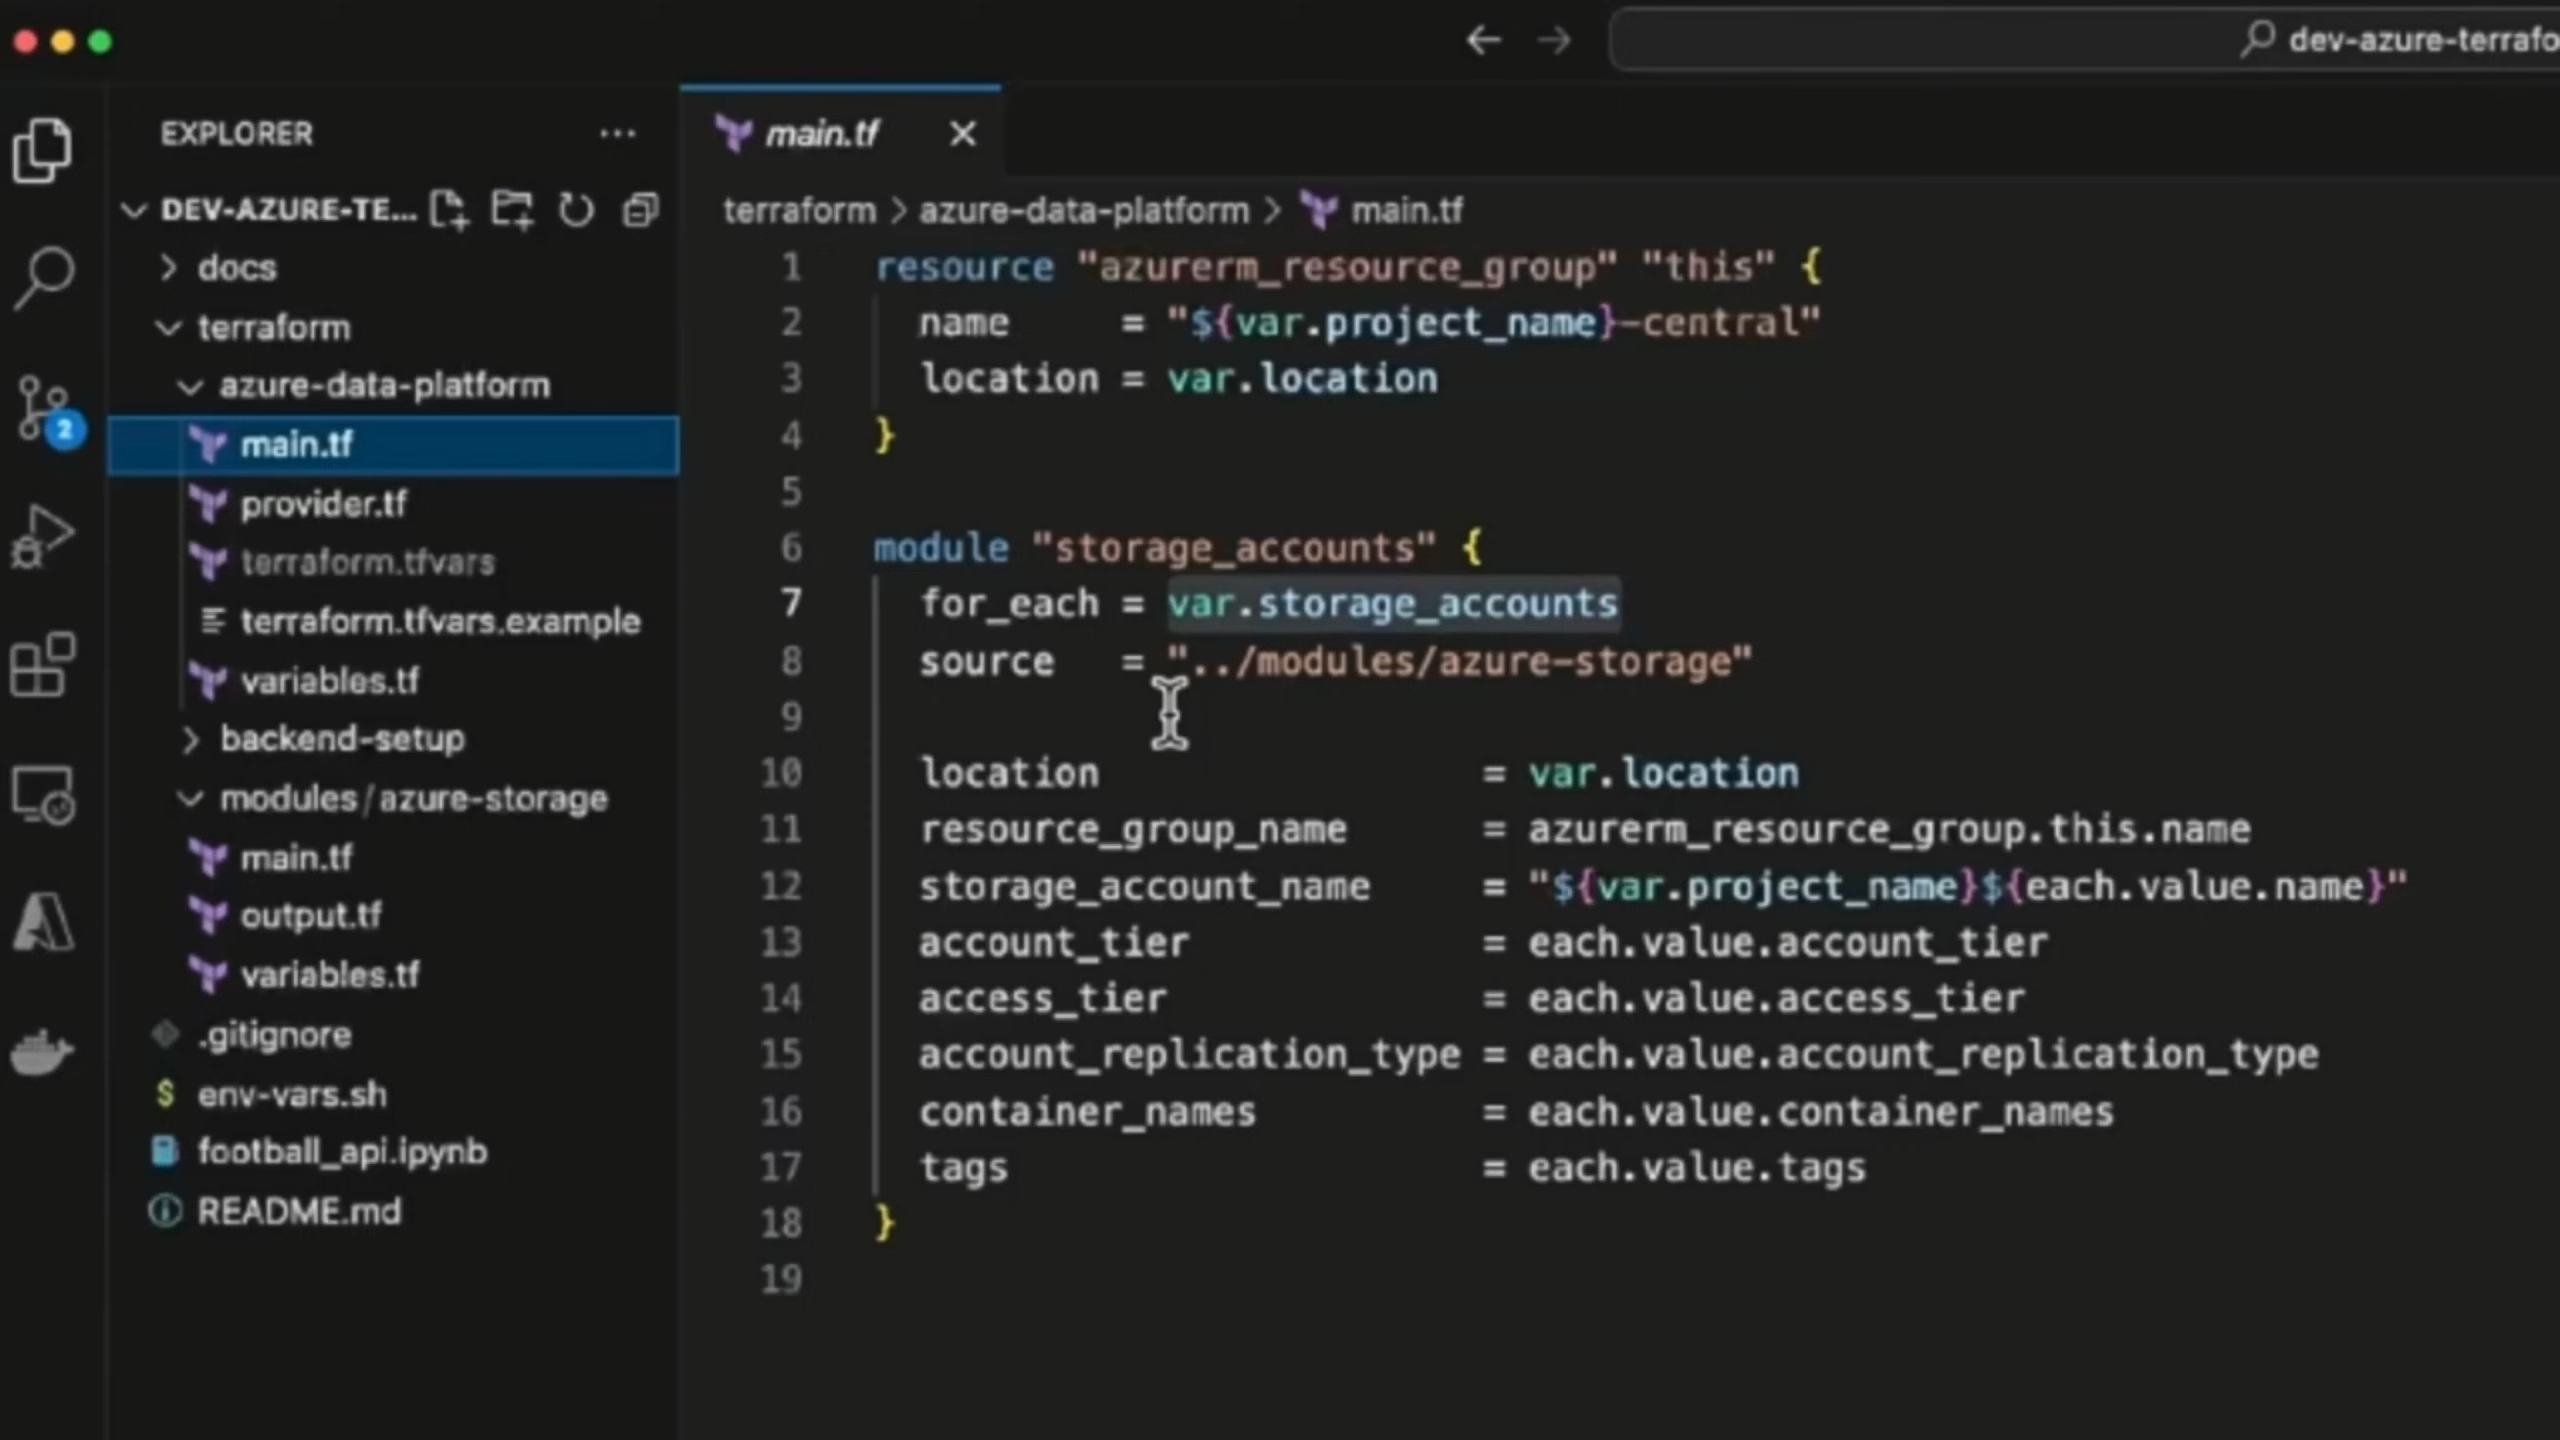 dev-azure-terrafo
EXPLORER
main.tf
DEV-AZURE-TE...
docs
terraform
azure-data-platform
main.tf
provider.tf
terraform.tfvars
terraform.tfvars.example
variables.tf
backend-setup
modules/azure-storage
main.tf
output.tf
variables.tf
.gitignore
$ env-vars.sh
football_api.ipynb
README.md
2
terraform > azure-data-platform > main.tf
1 resource "azurerm_resource_group" "this" {
2 name = "${var.project_name}-central"
3 location = var.location
4 }
5
6 module "storage_accounts" {
7 for_each = var.storage_accounts
8 source = "../modules/azure-storage"
9
10 location = var.location
11 resource_group_name = azurerm_resource_group.this.name
12 storage_account_name = "${var.project_name}${each.value.name}"
13 account_tier = each.value.account_tier
14 access_tier = each.value.access_tier
15 account_replication_type = each.value.account_replication_type
16 container_names = each.value.container_names
17 tags = each.value.tags
18 }
19